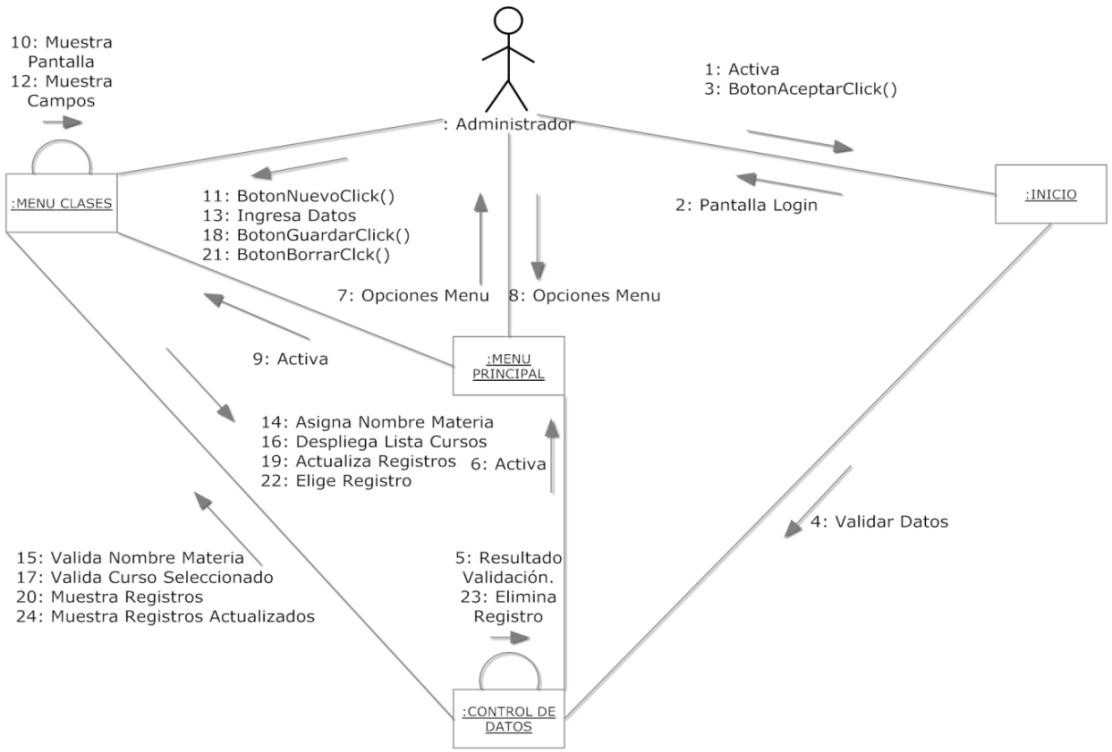 10: Muestra
Pantalla
12: Muestra
Campos
1: Activa
3: BotonAceptarClick()
: Administrador
:MENU CLASES
11: BotonNuevoClick()
13: Ingresa Datos
18: BotonGuardarClick()
21: BotonBorrarClck()
2: Pantalla Login
:INICIO
7: Opciones Menu
8: Opciones Menu
9: Activa
:MENU
PRINCIPAL
14: Asigna Nombre Materia
16: Despliega Lista Cursos
19: Actualiza Registros
22: Elige Registro
6: Activa
4: Validar Datos
15: Valida Nombre Materia
17: Valida Curso Seleccionado
20: Muestra Registros
24: Muestra Registros Actualizados
5: Resultado
Validación.
23: Elimina
Registro
:CONTROL DE
DATOS